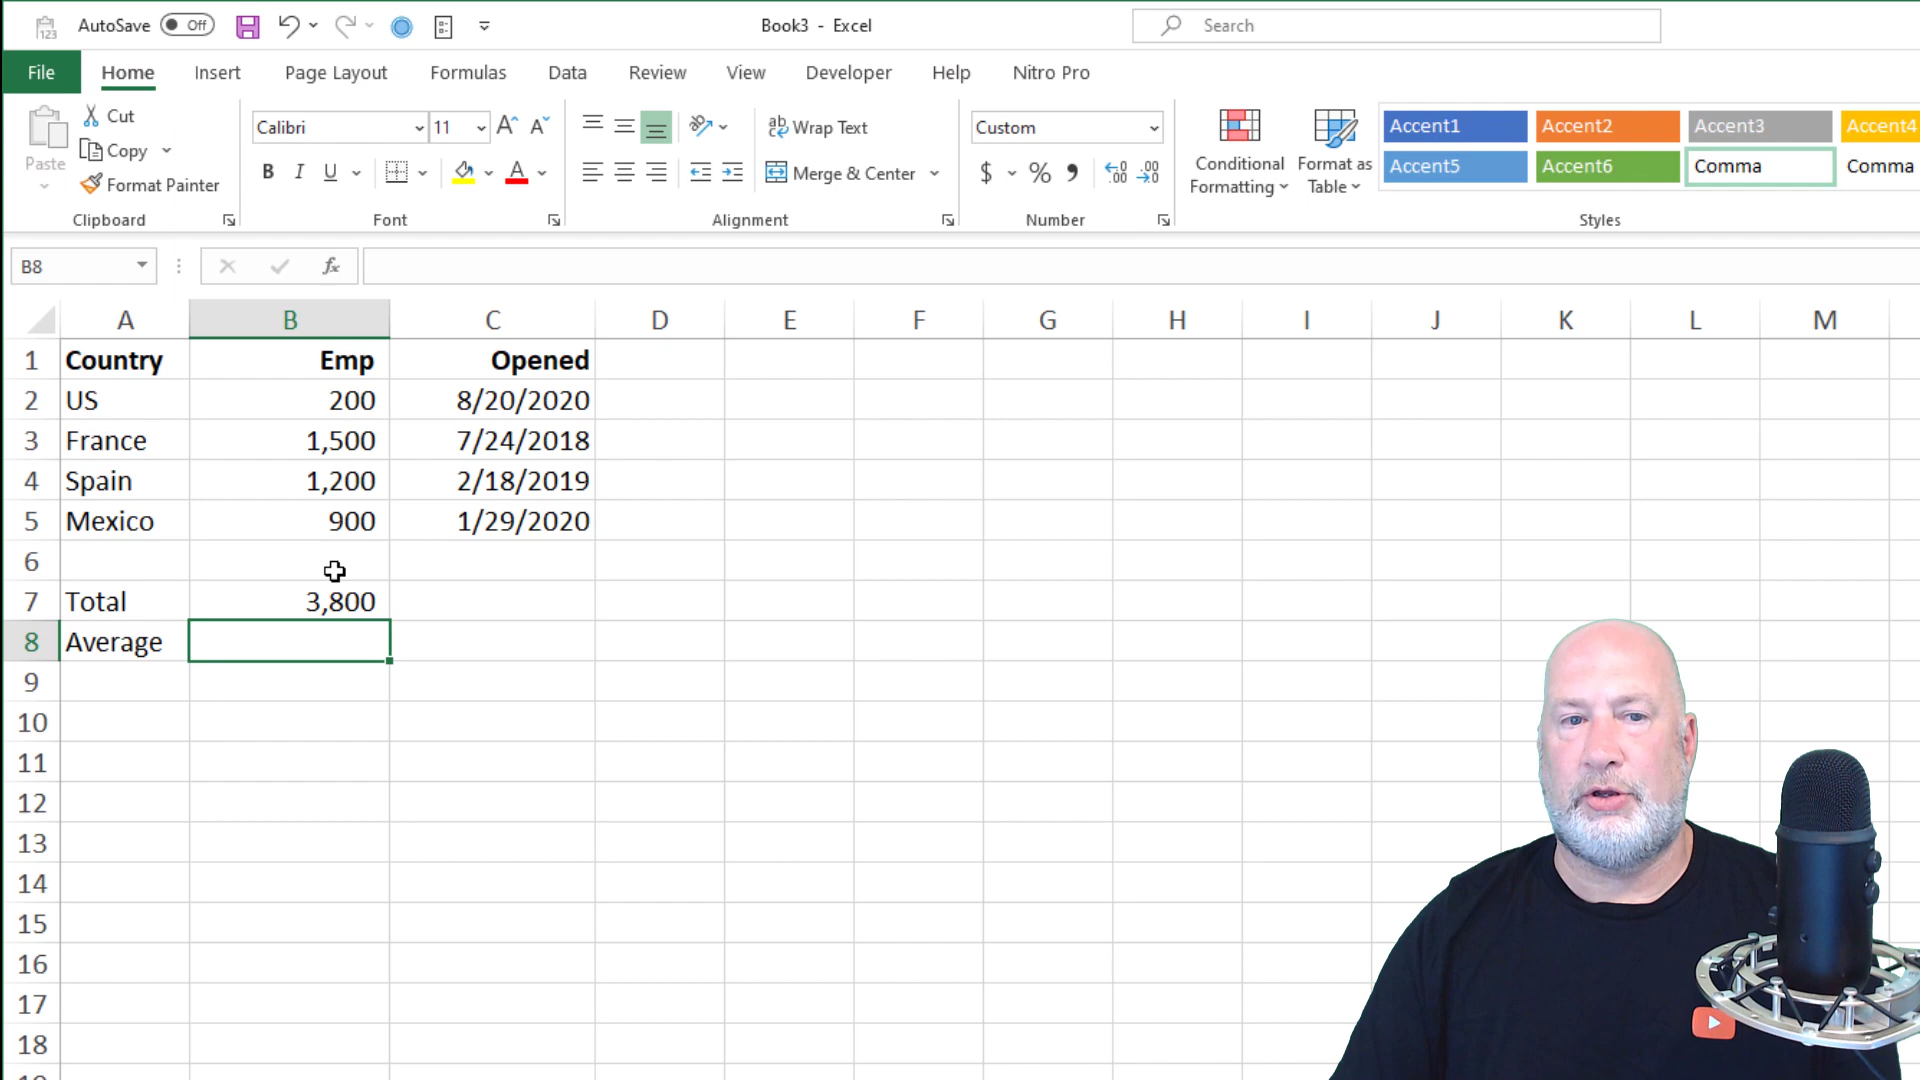 AutoSave Off Book3 - Excel Search
File Home Insert Page Layout Formulas Data Review View Developer Help Nitro Pro
Paste Cut Copy Format Painter Clipboard
Calibri 11 B I U A Font
Wrap Text Merge & Center Alignment
Custom $ % , Number
Conditional Formatting Format as Table
Accent1 Accent2 Accent3 Accent4
Accent5 Accent6 Comma Comma
Styles
B8 fx
A B C D E F G H I J K L M
1 Country Emp Opened
2 US 200 8/20/2020
3 France 1,500 7/24/2018
4 Spain 1,200 2/18/2019
5 Mexico 900 1/29/2020
6
7 Total 3,800
8 Average
9
10
11
12
13
14
15
16
17
18